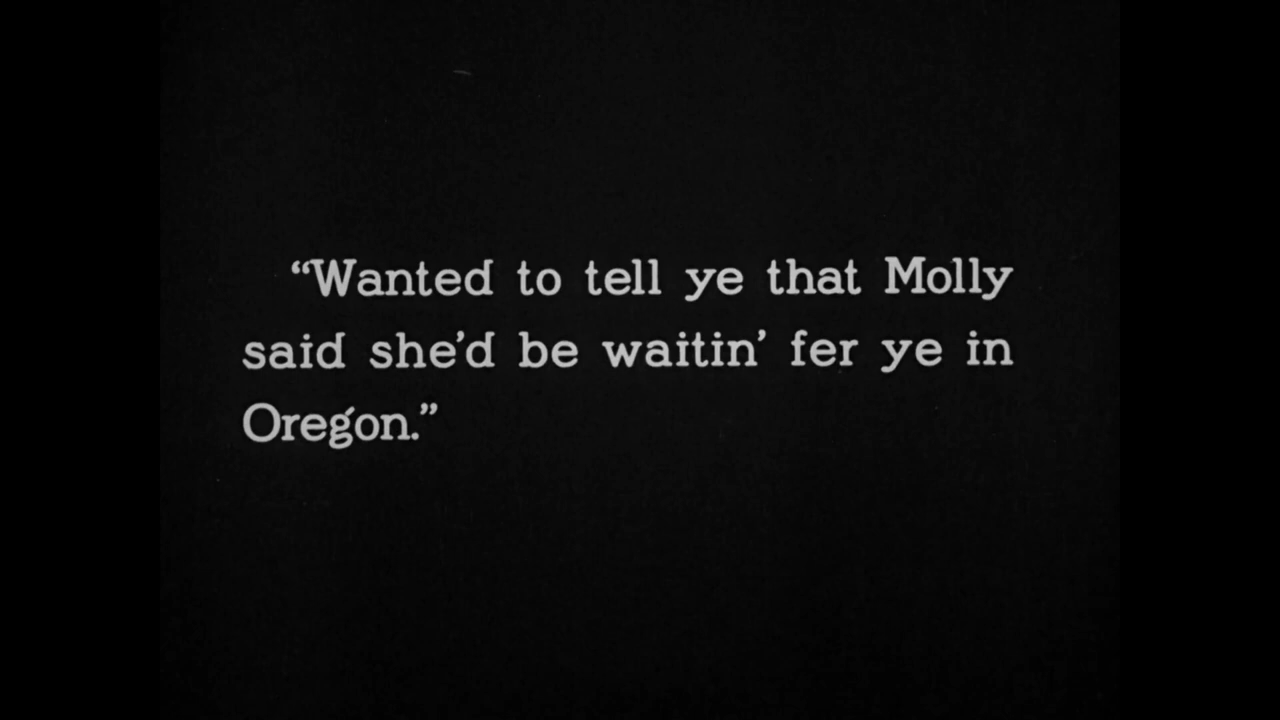 “Wanted to tell ye that Molly
said she’d be waitin’ fer ye in
Oregon.”